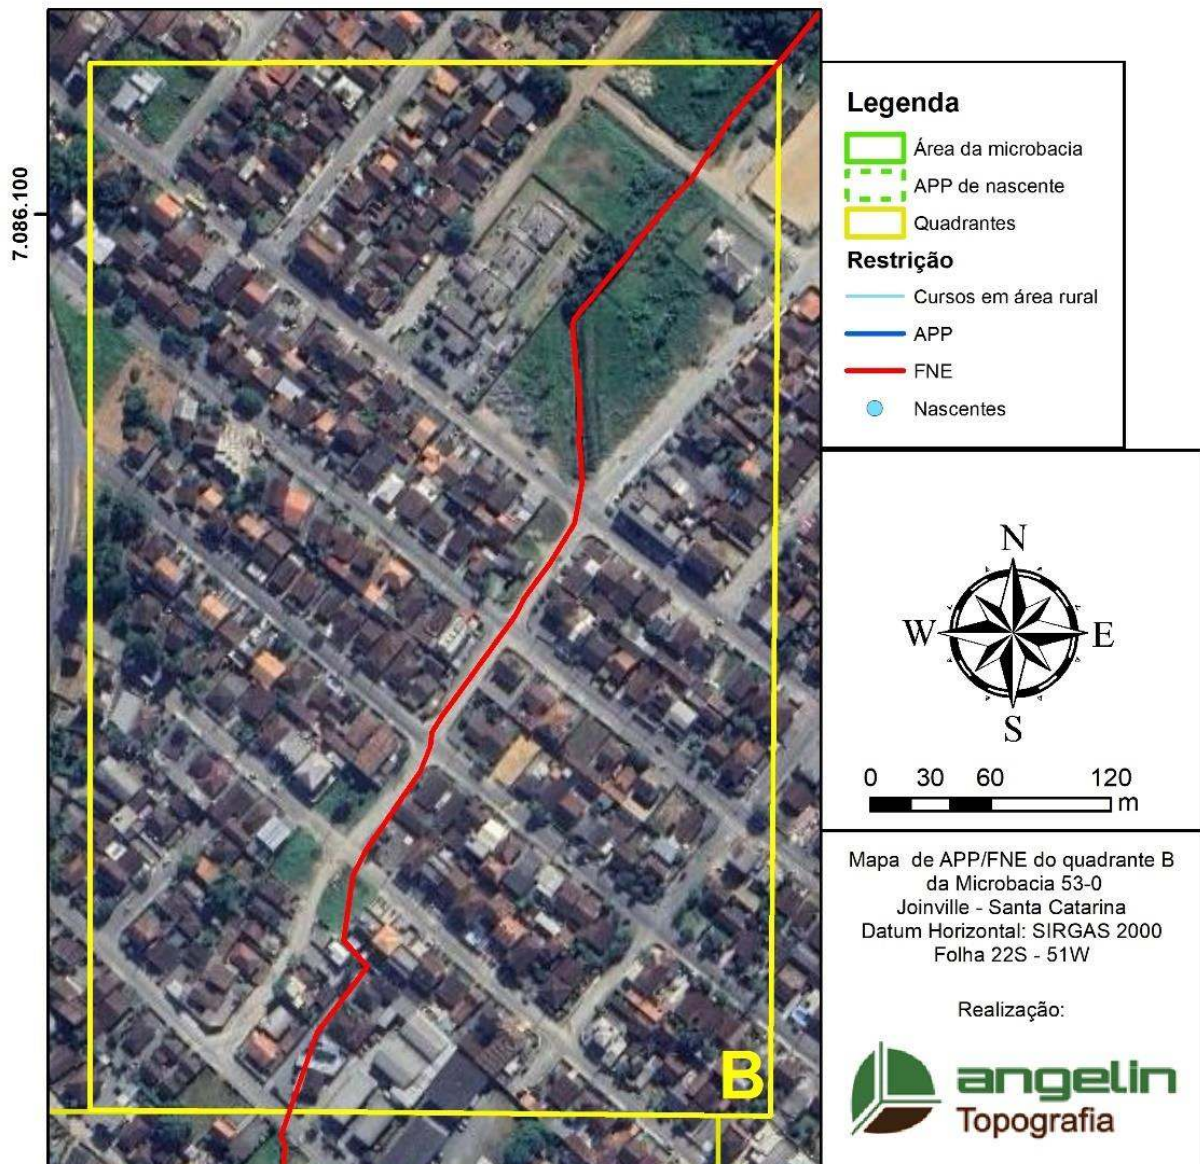 7.086.100
Legenda
Área da microbacia
APP de nascente
Quadrantes
Restrição
Cursos em área rural
APP
FNE
Nascentes
N
W E
S
0 30 60 120
m
B
Mapa de APP/FNE do quadrante B
da Microbacia 53-0
Joinville - Santa Catarina
Datum Horizontal: SIRGAS 2000
Folha 22S - 51W
Realização:
angelin
Topografia